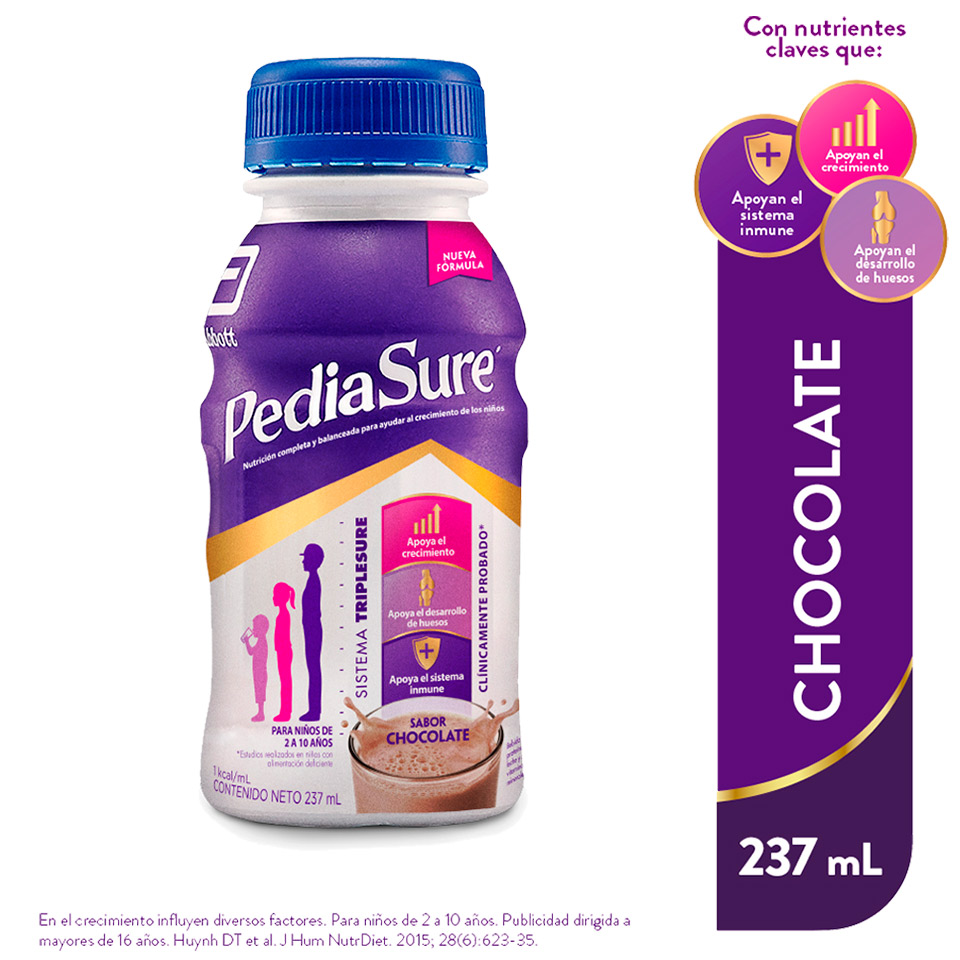 Con nutrientes
claves que:
Apoyan el
crecimiento
Apoyan el
sistema
inmune
Apoyan el
desarrollo
de huesos
CHOCOLATE
237 mL
NUEVA
FÓRMULA
Abbott
PediaSure
Nutrición completa y balanceada para ayudar al crecimiento de los niños
SISTEMA TRIPLESURE
Apoya el
crecimiento
Apoya el desarrollo
de huesos
Apoya el sistema
inmune
CLÍNICAMENTE PROBADO*
PARA NIÑOS DE
2 A 10 AÑOS
*Estudios realizados en niños con
alimentación deficiente
SABOR
CHOCOLATE
1 kcal/mL
CONTENIDO NETO 237 mL
En el crecimiento influyen diversos factores. Para niños de 2 a 10 años. Publicidad dirigida a
mayores de 16 años. Huynh DT et al. J Hum NutrDiet. 2015; 28(6):623-35.